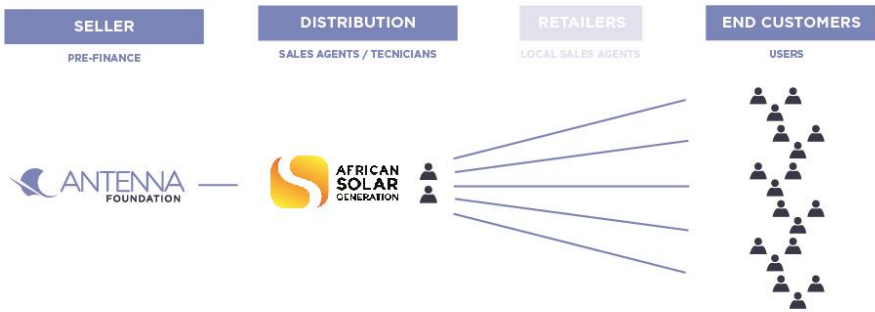 SELLER
DISTRIBUTION
RETAILERS
END CUSTOMERS
PRE-FINANCE
SALES AGENTS / TECNICIANS
LOCAL SALES AGENTS
USERS
ANTENNA
FOUNDATION
AFRICAN
SOLAR
GENERATION